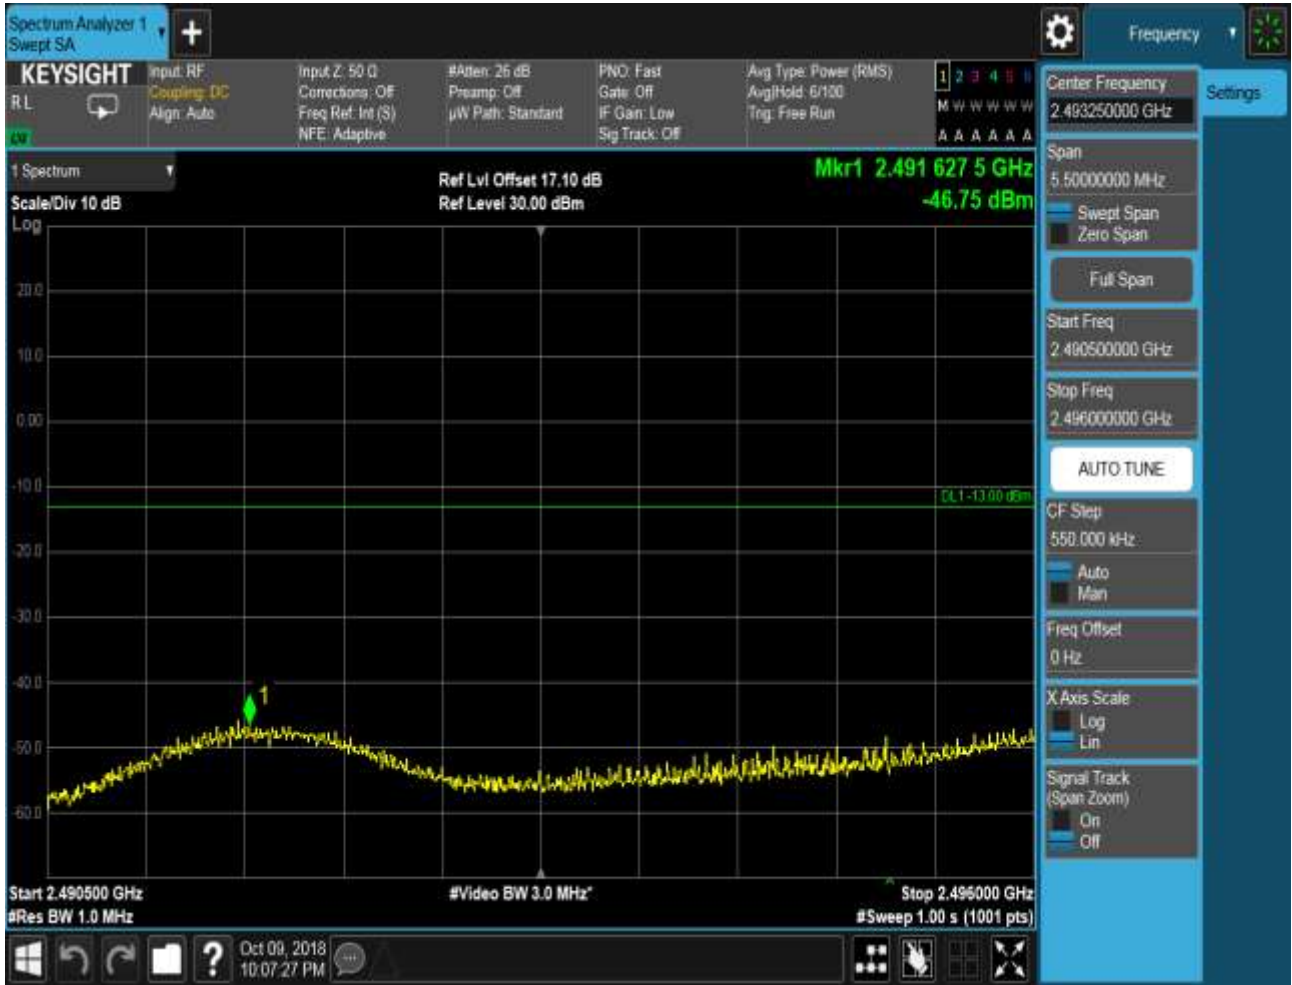 Spectrum Analyzer 1
Swept SA
Frequency
KEYSIGHT
R L
Input: RF
Coupling: DC
Align: Auto
Input Z: 50 Ω
Corrections: Off
Freq Ref: Int (S)
NFE: Adaptive
#Atten: 26 dB
Preamp: Off
µW Path: Standard
PNO: Fast
Gate: Off
IF Gain: Low
Sig Track: Off
Avg Type: Power (RMS)
Avg|Hold: 6/100
Trig: Free Run
1 2 3 4 5 6
M W W W W W
A A A A A A
1 Spectrum
Scale/Div 10 dB
Log
Ref Lvl Offset 17.10 dB
Ref Level 30.00 dBm
Mkr1 2.491 627 5 GHz
-46.75 dBm
20.0
10.0
0.00
-10.0
DL1 -13.00 dBm
-20.0
-30.0
-40.0
1
-50.0
-60.0
Start 2.490500 GHz
#Res BW 1.0 MHz
#Video BW 3.0 MHz*
Stop 2.496000 GHz
#Sweep 1.00 s (1001 pts)
Oct 09, 2018
10:07:27 PM
Center Frequency
2.493250000 GHz
Settings
Span
5.50000000 MHz
Swept Span
Zero Span
Full Span
Start Freq
2.490500000 GHz
Stop Freq
2.496000000 GHz
AUTO TUNE
CF Step
550.000 kHz
Auto
Man
Freq Offset
0 Hz
X Axis Scale
Log
Lin
Signal Track
(Span Zoom)
On
Off